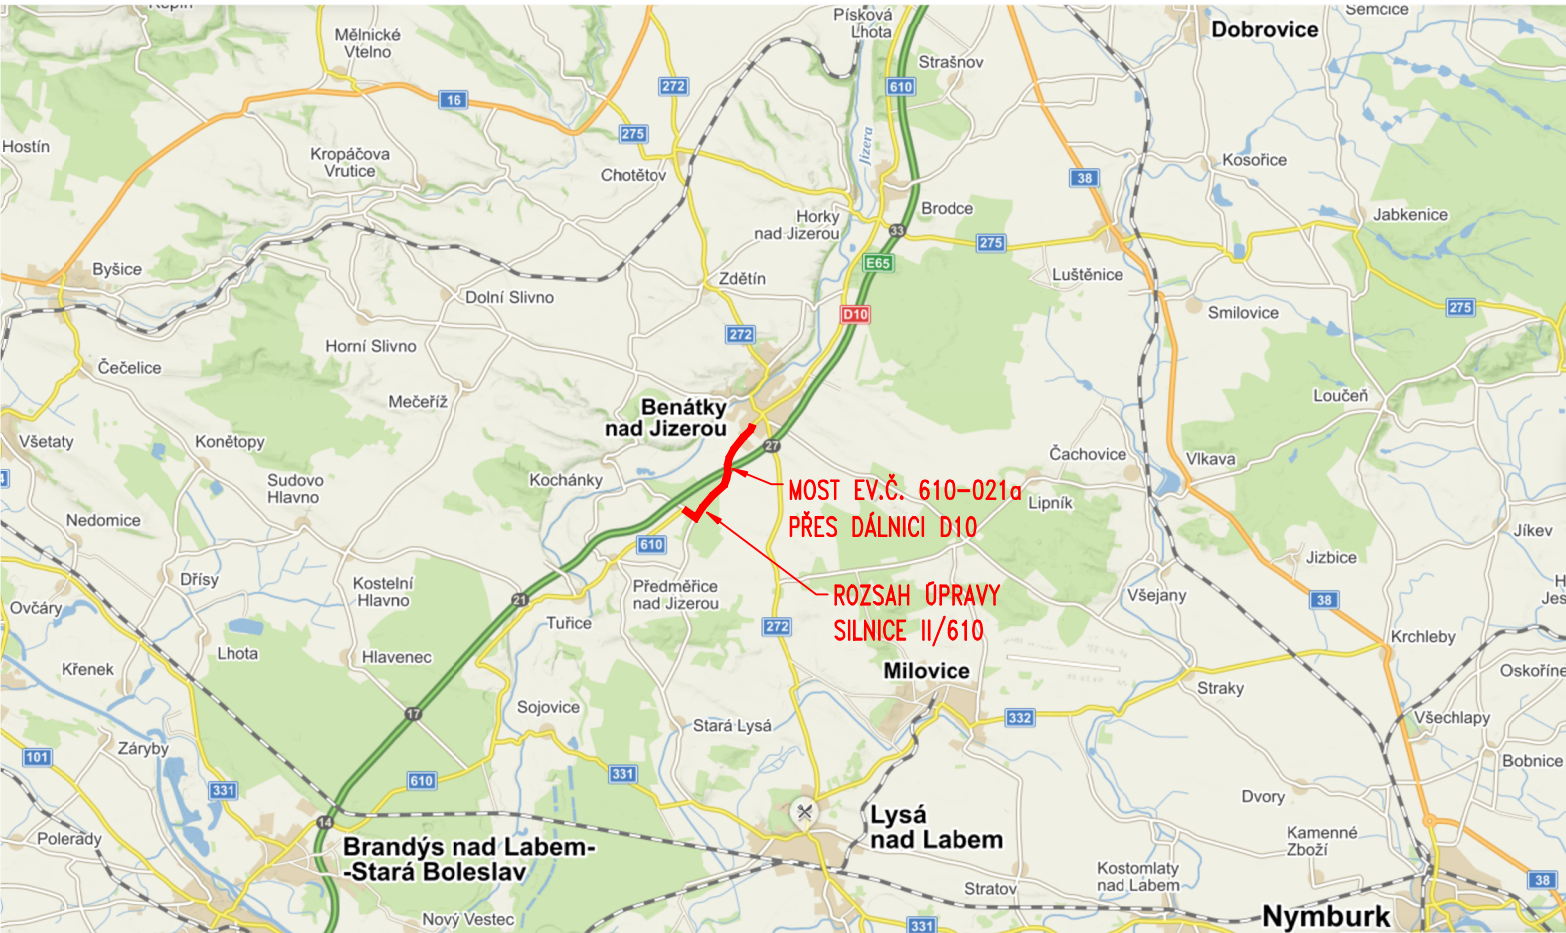 Semčice
Mělnické
Vtelno
Písková
Lhota
Dobrovice
Strašnov
272
610
16
275
Hostín
Kropáčova
Vrutice
Chotětov
Jizera
Kosořice
38
Brodce
Jabkenice
Horky
nad Jizerou
33
275
Byšice
Zdětín
E65
Luštěnice
Dolní Slivno
D10
Smilovice
275
Horní Slivno
272
Čečelice
Mečeříž
Benátky
nad Jizerou
Loučeň
Všetaty
Konětopy
27
Čachovice
Vlkava
Kochánky
Sudovo
Hlavno
MOST EV.Č. 610-021a
PŘES DÁLNICI D10
Lipník
Nedomice
610
Jíkev
Jizbice
Dřísy
Kostelní
Hlavno
Předměřice
nad Jizerou
ROZSAH ÚPRAVY
SILNICE II/610
Ovčáry
21
Všejany
38
Tuřice
272
Krchleby
Lhota
Hlavenec
Křenek
Milovice
Oskořine
Straky
17
Sojovice
Stará Lysá
332
Všechlapy
Záryby
101
610
331
Bobnice
331
Dvory
14
Lysá
nad Labem
Polerady
Brandýs nad Labem-
-Stará Boleslav
Kamenné
Zboží
Kostomlaty
nad Labem
Stratov
38
Nový Vestec
331
Nymburk